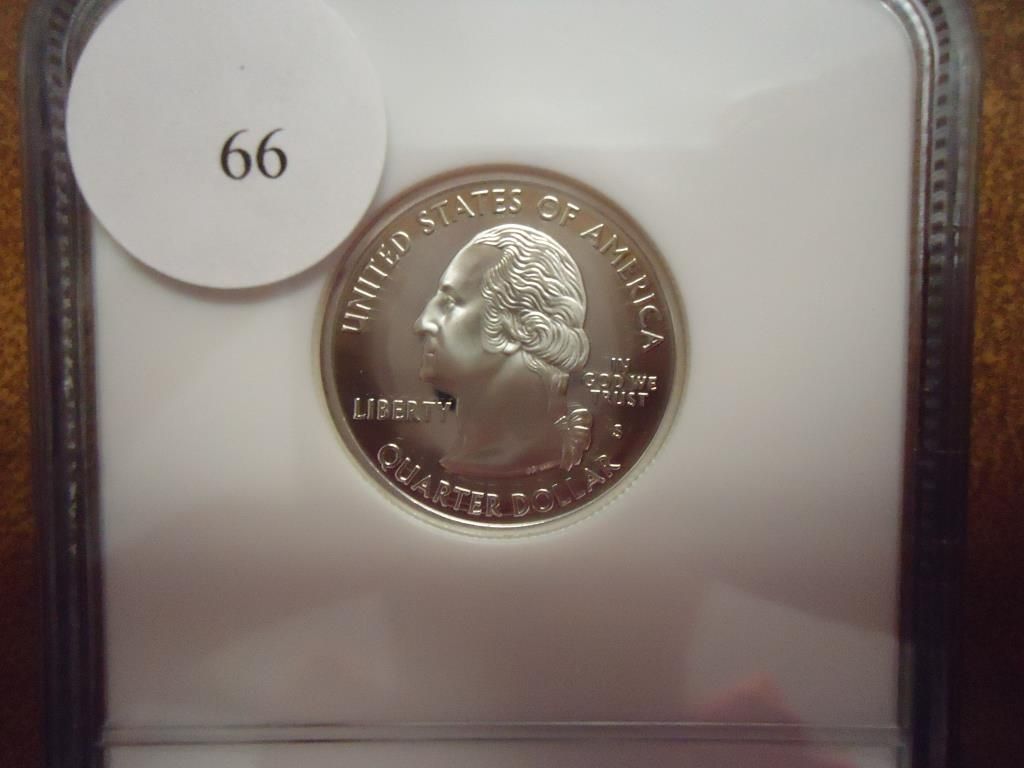 66
UNITED STATES OF AMERICA
LIBERTY
IN
GOD WE
TRUST
S
QUARTER DOLLAR